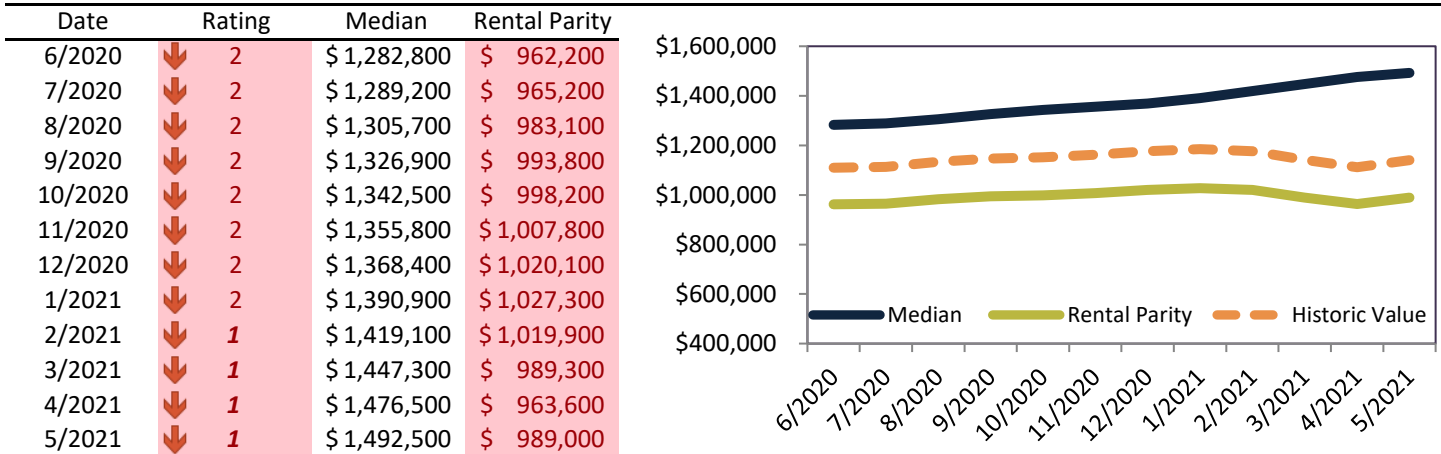 Date Rating Median Rental Parity
6/2020 2 $ 1,282,800 $ 962,200
7/2020 2 $ 1,289,200 $ 965,200
8/2020 2 $ 1,305,700 $ 983,100
9/2020 2 $ 1,326,900 $ 993,800
10/2020 2 $ 1,342,500 $ 998,200
11/2020 2 $ 1,355,800 $ 1,007,800
12/2020 2 $ 1,368,400 $ 1,020,100
1/2021 2 $ 1,390,900 $ 1,027,300
2/2021 1 $ 1,419,100 $ 1,019,900
3/2021 1 $ 1,447,300 $ 989,300
4/2021 1 $ 1,476,500 $ 963,600
5/2021 1 $ 1,492,500 $ 989,000
$1,600,000
$1,400,000
$1,200,000
$1,000,000
$800,000
$600,000
$400,000
Median Rental Parity Historic Value
6/2020 7/2020 8/2020 9/2020 10/2020 11/2020 12/2020 1/2021 2/2021 3/2021 4/2021 5/2021